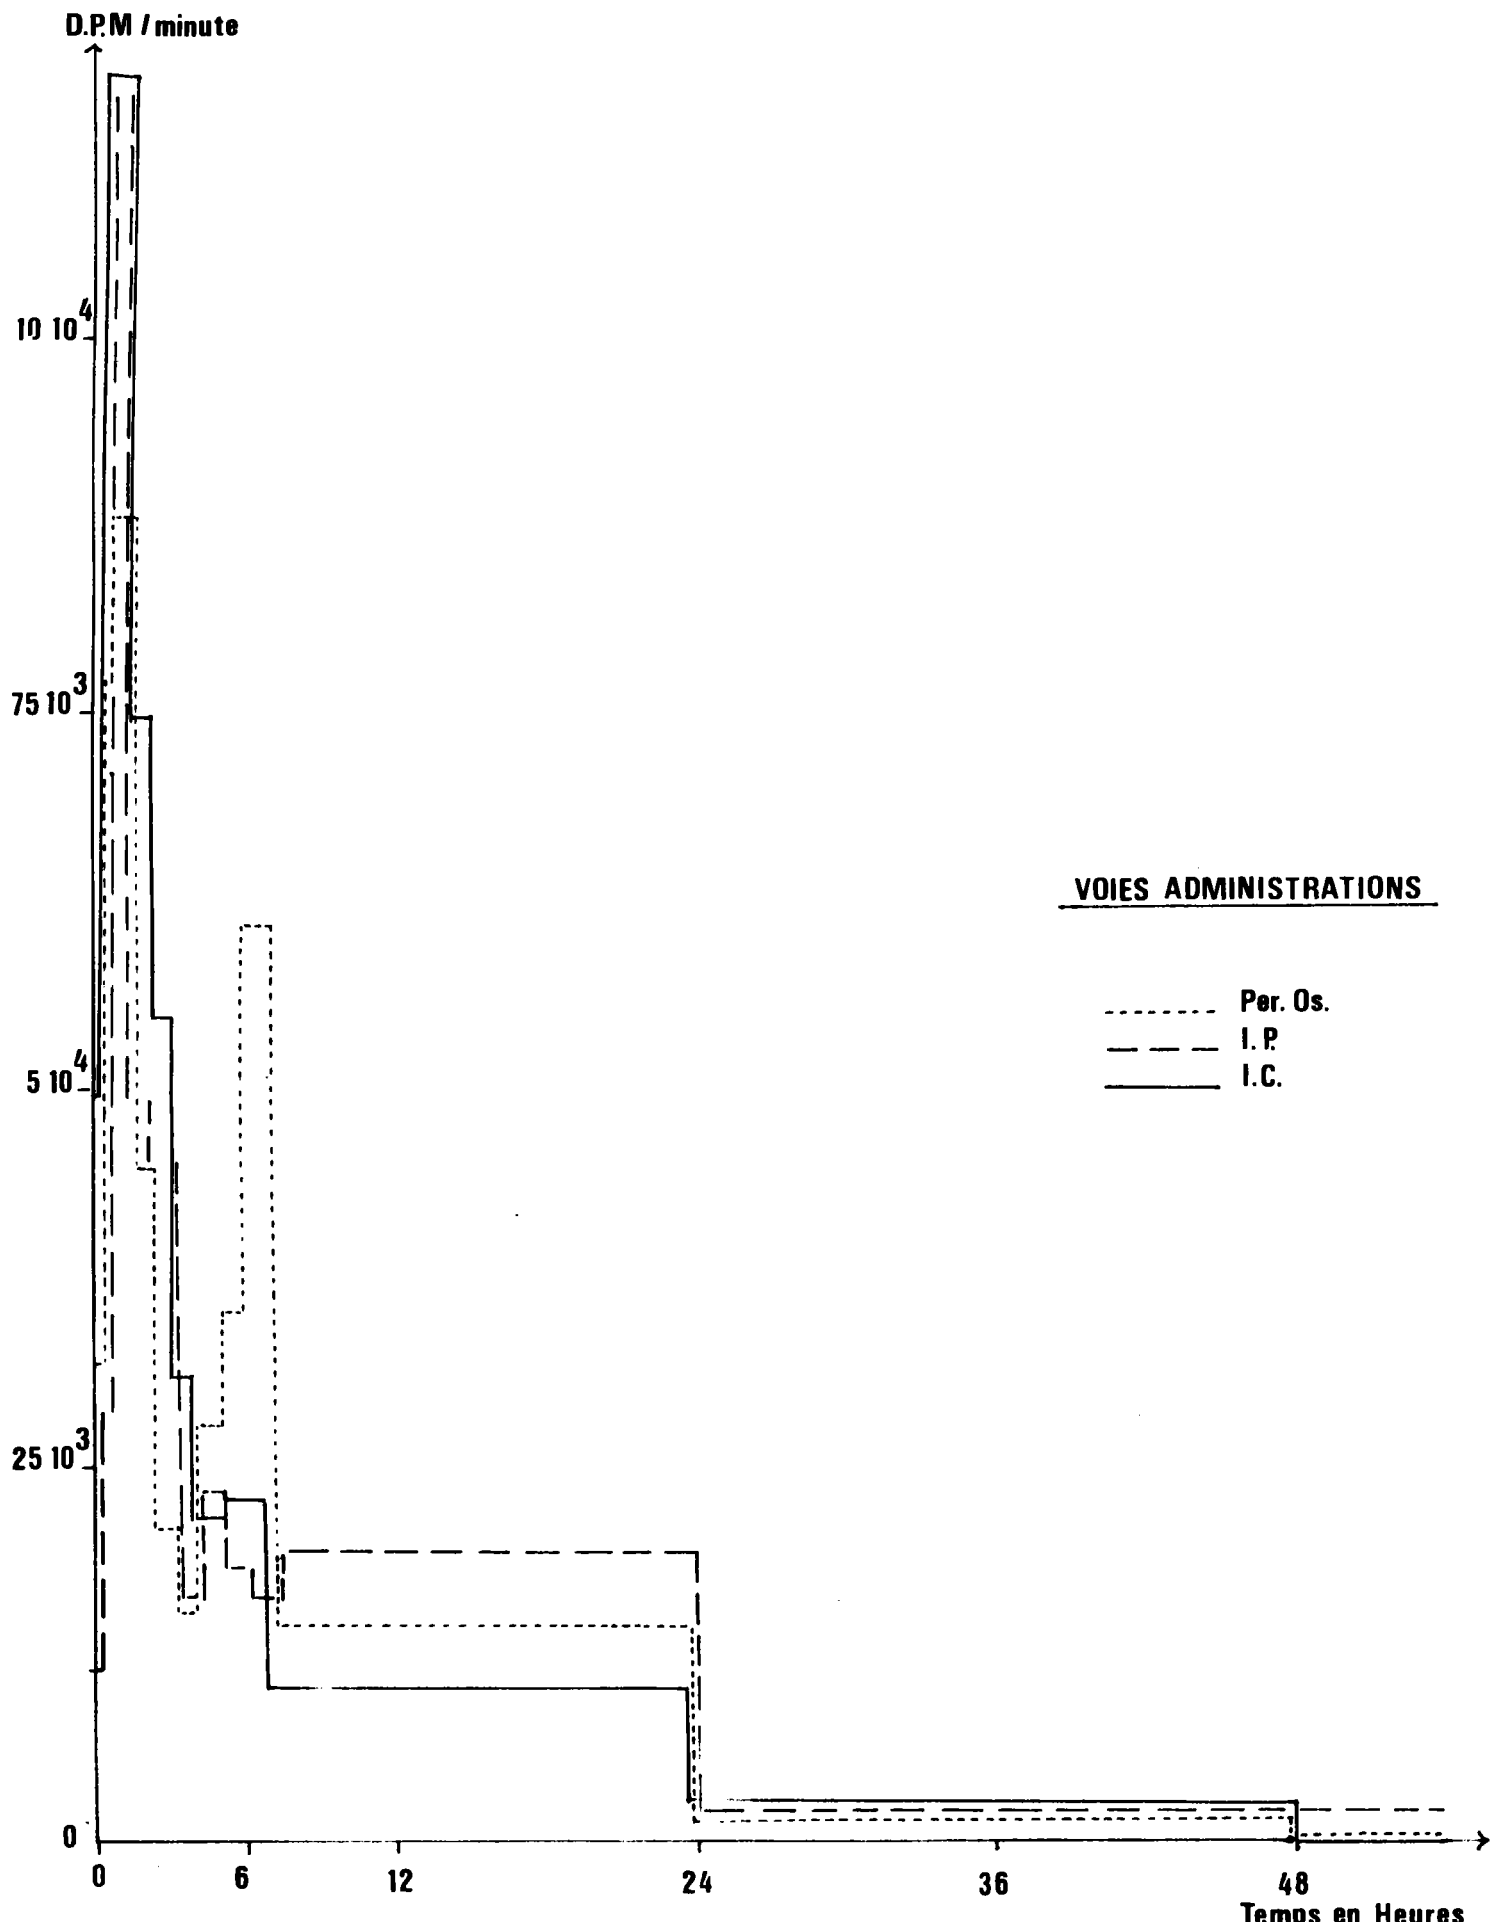 D.P.M / minute
10 10⁴
75 10³
5 10⁴
25 10³
0
0 6 12 24 36 48
Temps en Heures
VOIES ADMINISTRATIONS
Per. Os.
I. P.
I.C.